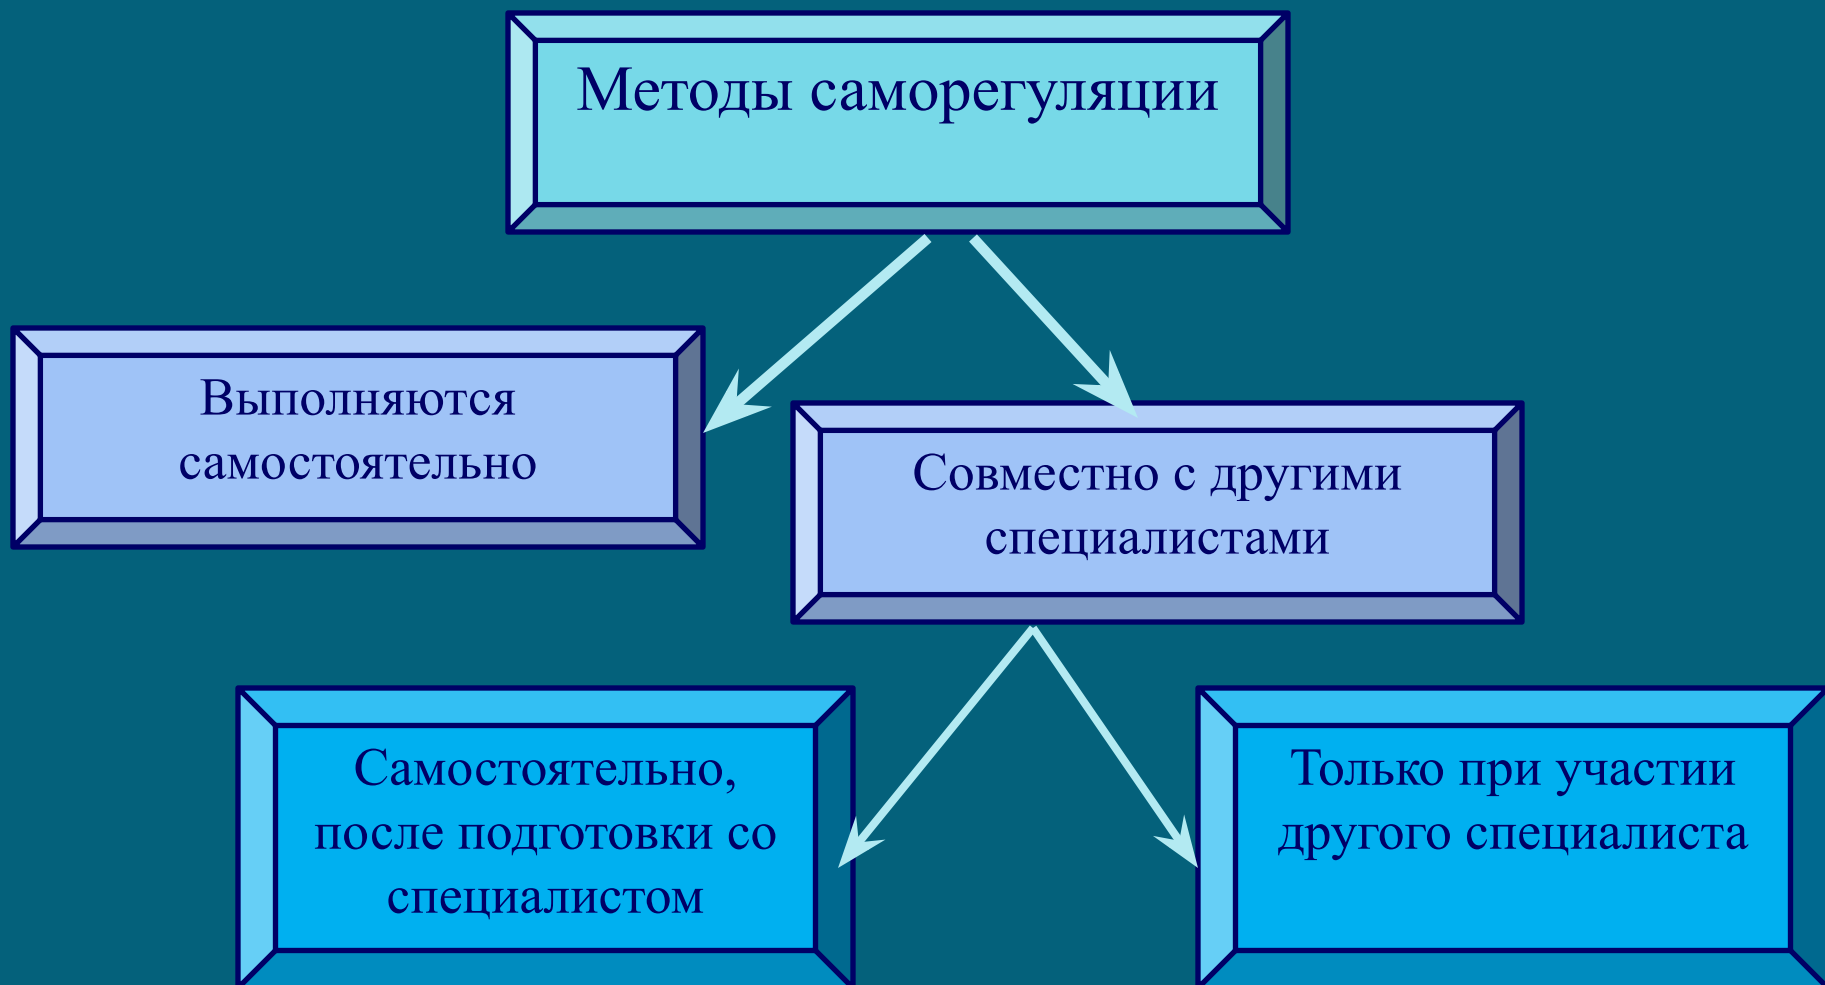 Методы саморегуляции
Выполняются
самостоятельно
Совместно с другими
специалистами
Самостоятельно,
после подготовки со
специалистом
Только при участии
другого специалиста